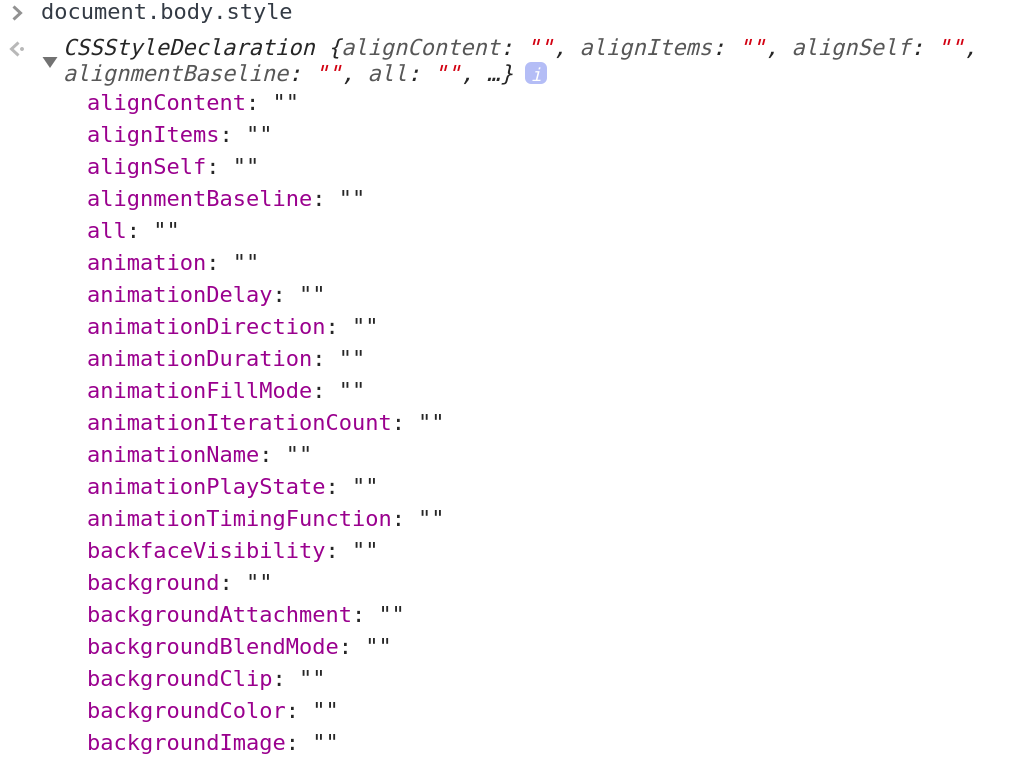 document.body.style
CSSStyleDeclaration {alignContent: "", alignItems: "", alignSelf: "",
alignmentBaseline: "", all: "", …} i
alignContent: ""
alignItems: ""
alignSelf: ""
alignmentBaseline: ""
all: ""
animation: ""
animationDelay: ""
animationDirection: ""
animationDuration: ""
animationFillMode: ""
animationIterationCount: ""
animationName: ""
animationPlayState: ""
animationTimingFunction: ""
backfaceVisibility: ""
background: ""
backgroundAttachment: ""
backgroundBlendMode: ""
backgroundClip: ""
backgroundColor: ""
backgroundImage: ""